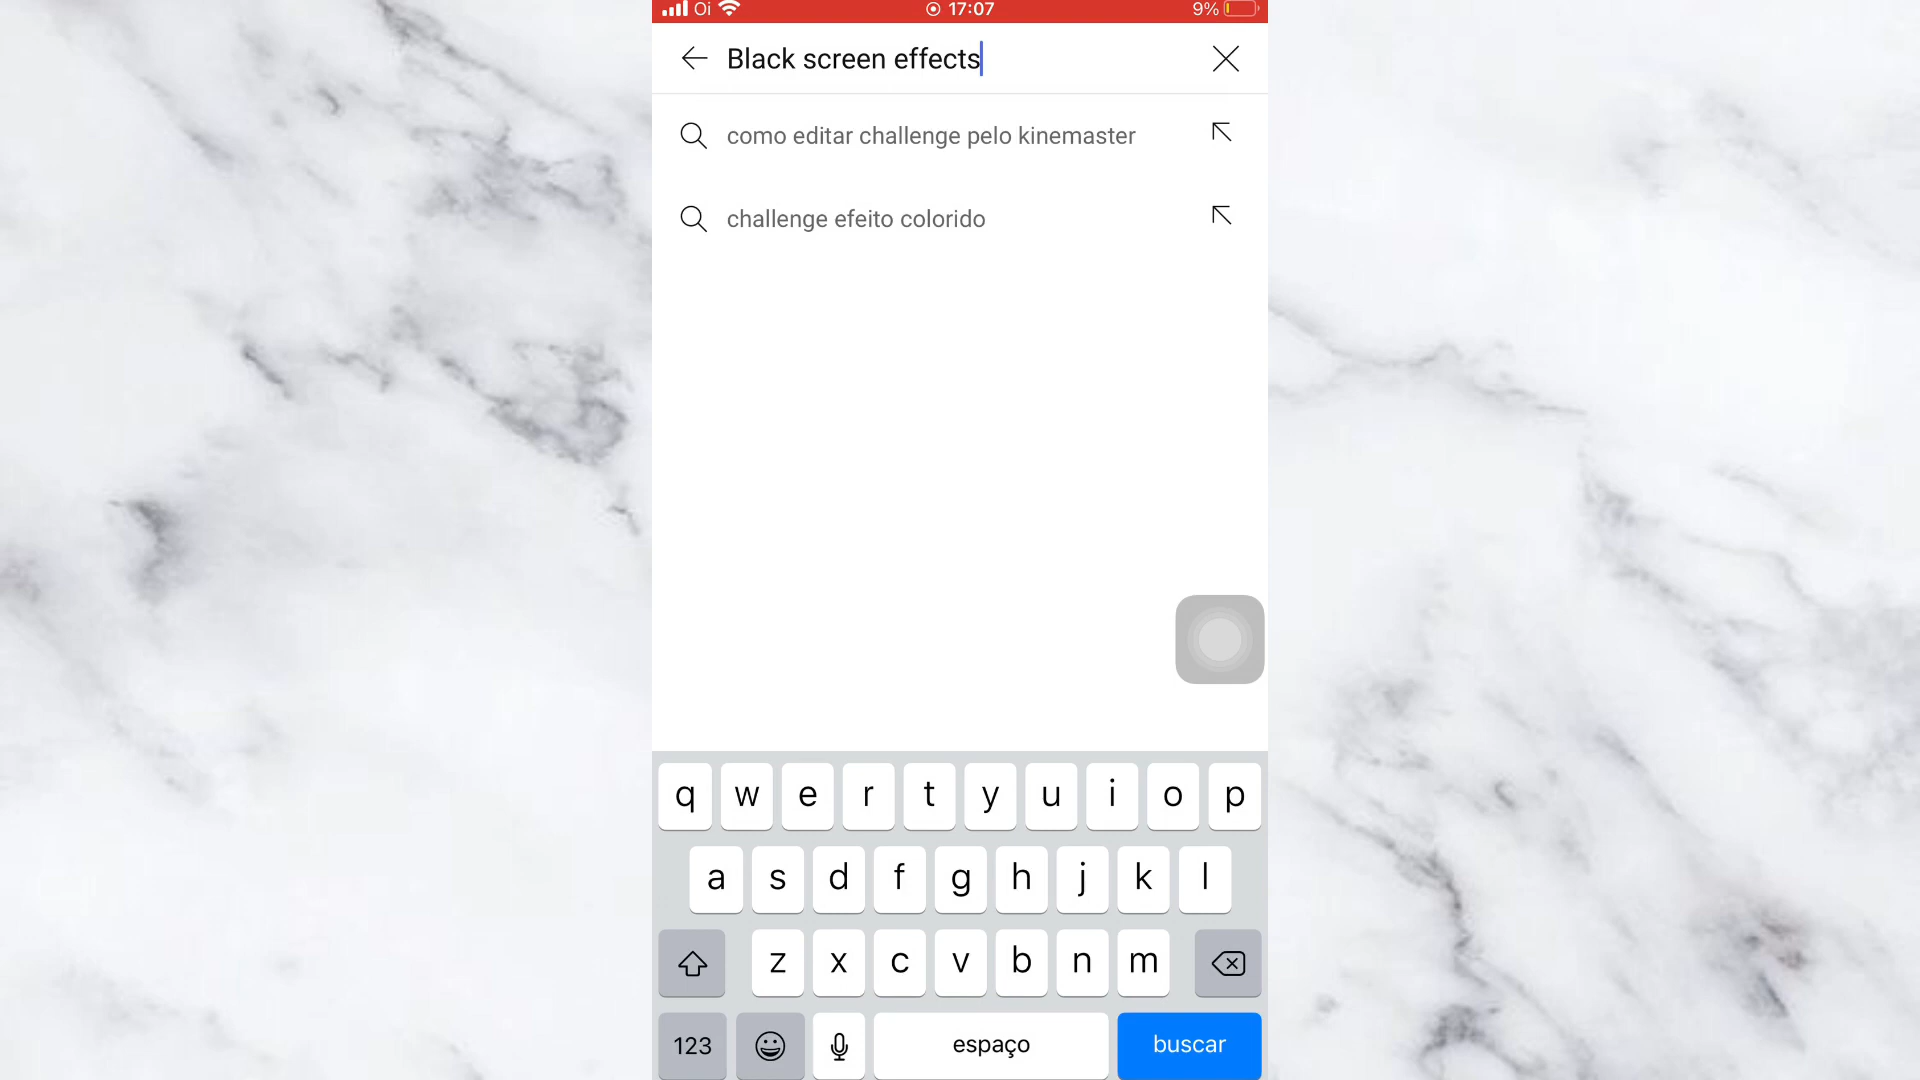 Oi 17:07 9%
Black screen effects
como editar challenge pelo kinemaster
challenge efeito colorido
q w e r t y u i o p
a s d f g h j k l
z x c v b n m
123 espaço buscar